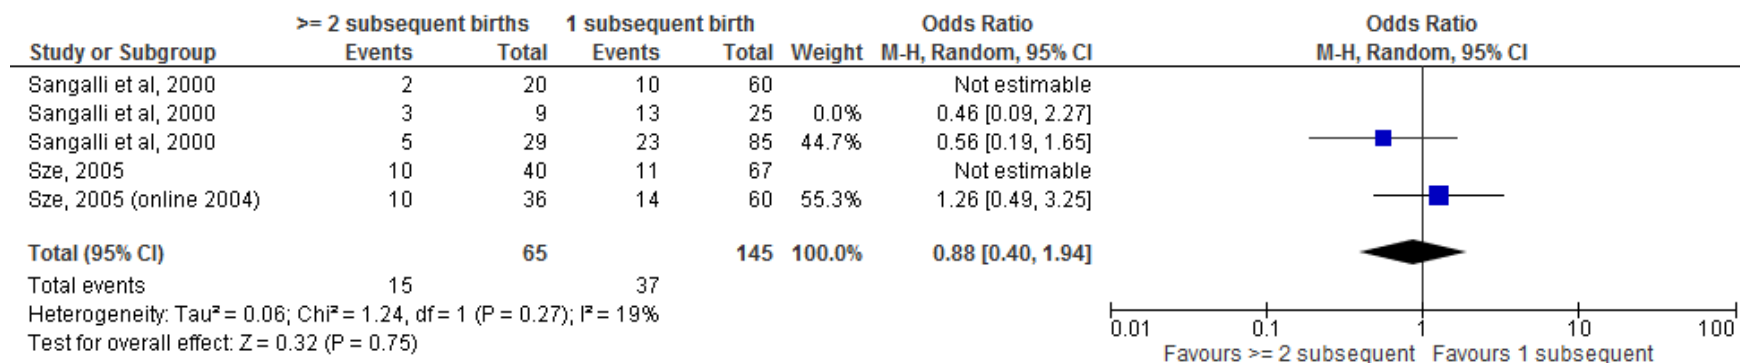 >= 2 subsequent births 1 subsequent birth Odds Ratio Odds Ratio
Study or Subgroup Events Total Events Total Weight M-H, Random, 95% CI M-H, Random, 95% CI
Sangalli et al, 2000 2 20 10 60 Not estimable
Sangalli et al, 2000 3 9 13 25 0.0% 0.46 [0.09, 2.27]
Sangalli et al, 2000 5 29 23 85 44.7% 0.56 [0.19, 1.65]
Sze, 2005 10 40 11 67 Not estimable
Sze, 2005 (online 2004) 10 36 14 60 55.3% 1.26 [0.49, 3.25]
Total (95% CI) 65 145 100.0% 0.88 [0.40, 1.94]
Total events 15 37
Heterogeneity: Tau² = 0.06; Chi² = 1.24, df = 1 (P = 0.27); I² = 19%
Test for overall effect: Z = 0.32 (P = 0.75)
0.01 0.1 1 10 100
Favours >= 2 subsequent Favours 1 subsequent